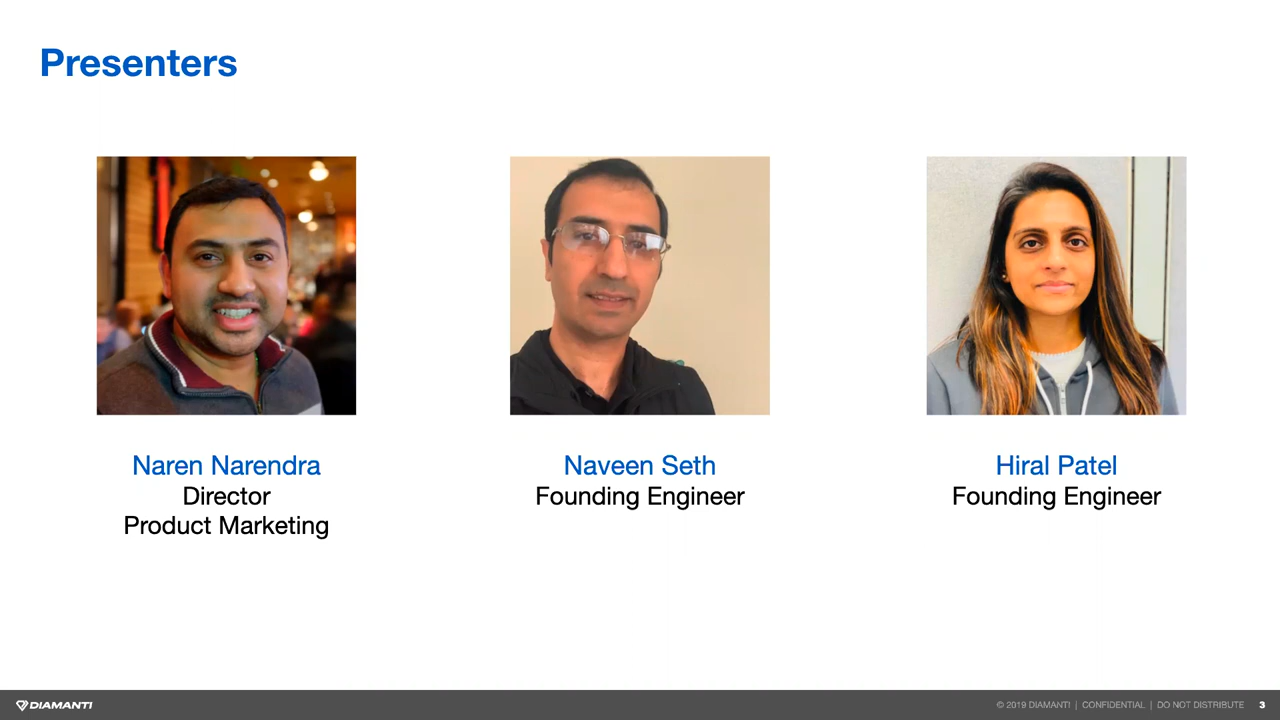 Presenters
Naren Narendra
Director
Product Marketing
Naveen Seth
Founding Engineer
Hiral Patel
Founding Engineer
DIAMANTI
© 2019 DIAMANTI | CONFIDENTIAL | DO NOT DISTRIBUTE 3